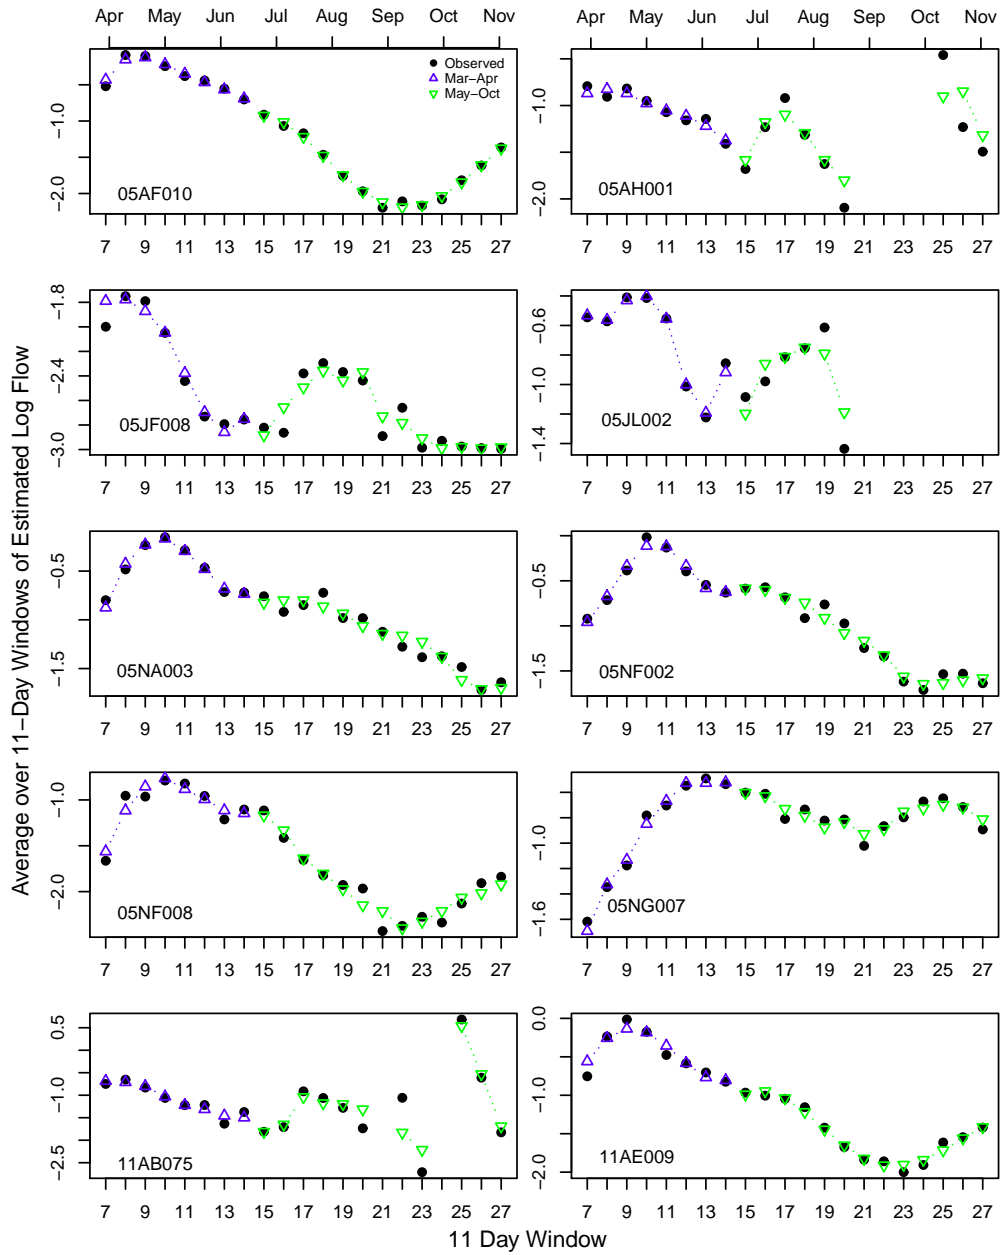 Apr May Jun Jul Aug Sep Oct Nov
Apr May Jun Jul Aug Sep Oct Nov
Observed
Mar−Apr
May−Oct
−1.0
−2.0
05AF010
7 9 11 13 15 17 19 21 23 25 27
−1.0
−2.0
05AH001
7 9 11 13 15 17 19 21 23 25 27
−1.8
−2.4
−3.0
05JF008
7 9 11 13 15 17 19 21 23 25 27
−0.6
−1.0
−1.4
05JL002
7 9 11 13 15 17 19 21 23 25 27
−0.5
−1.5
05NA003
7 9 11 13 15 17 19 21 23 25 27
−0.5
−1.5
05NF002
7 9 11 13 15 17 19 21 23 25 27
−1.0
−2.0
05NF008
7 9 11 13 15 17 19 21 23 25 27
−1.0
−1.6
05NG007
7 9 11 13 15 17 19 21 23 25 27
0.5
−1.0
−2.5
11AB075
7 9 11 13 15 17 19 21 23 25 27
0.0
−1.0
−2.0
11AE009
7 9 11 13 15 17 19 21 23 25 27
Average over 11−Day Windows of Estimated Log Flow
11 Day Window